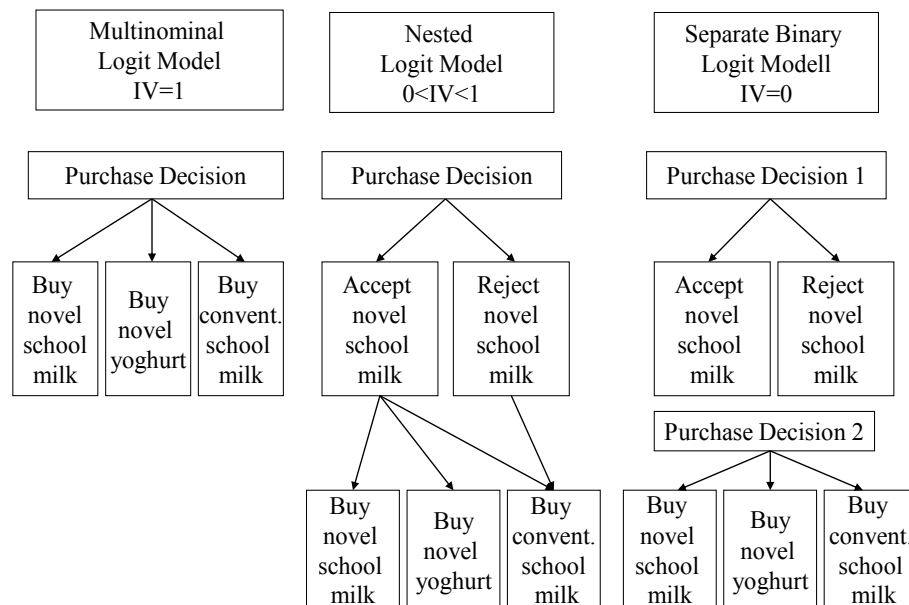 Multinominal
Logit Model
IV=1
Nested
Logit Model
0<IV<1
Separate Binary
Logit Modell
IV=0
Purchase Decision
Purchase Decision
Purchase Decision 1
Buy
novel
school
milk
Buy
novel
yoghurt
Buy
convent.
school
milk
Accept
novel
school
milk
Reject
novel
school
milk
Accept
novel
school
milk
Reject
novel
school
milk
Purchase Decision 2
Buy
novel
school
milk
Buy
novel
yoghurt
Buy
convent.
school
milk
Buy
novel
school
milk
Buy
novel
yoghurt
Buy
convent.
school
milk